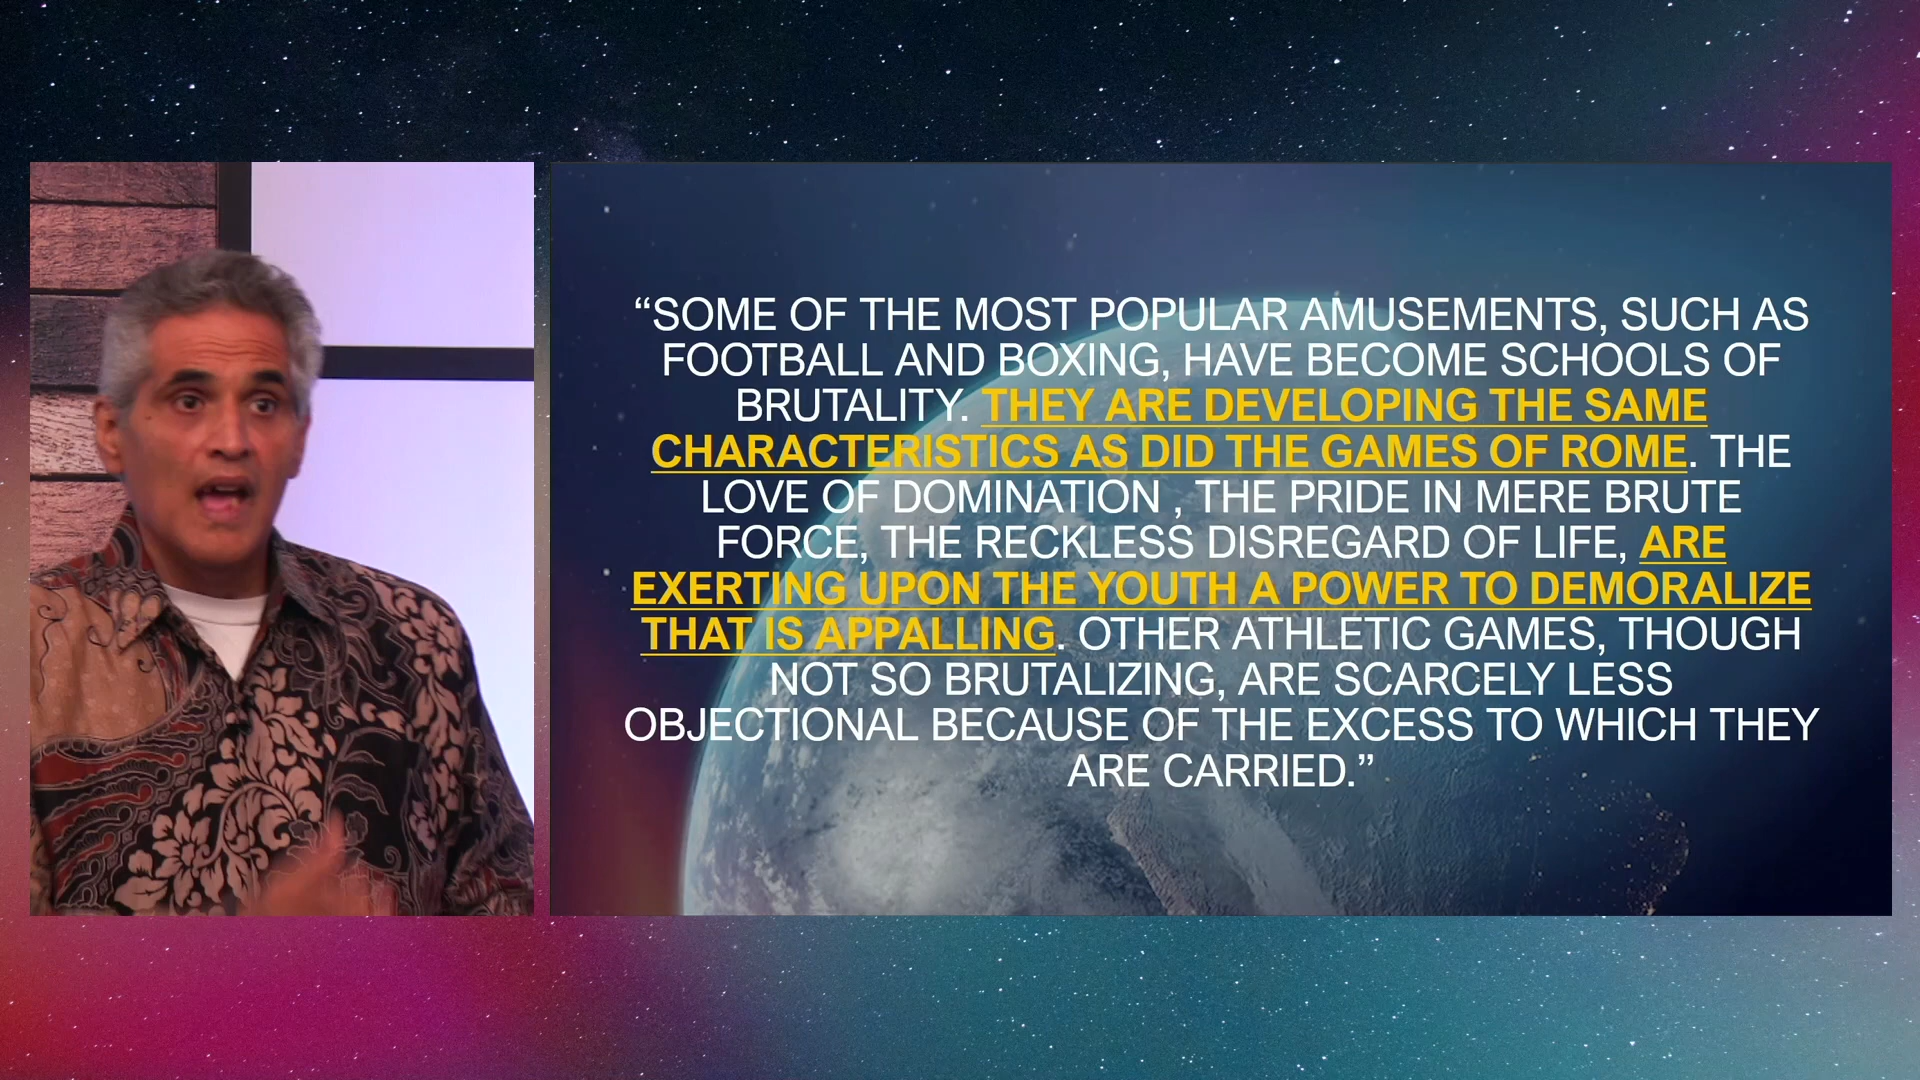 “SOME OF THE MOST POPULAR AMUSEMENTS, SUCH AS
FOOTBALL AND BOXING, HAVE BECOME SCHOOLS OF
BRUTALITY. THEY ARE DEVELOPING THE SAME
CHARACTERISTICS AS DID THE GAMES OF ROME. THE
LOVE OF DOMINATION , THE PRIDE IN MERE BRUTE
FORCE, THE RECKLESS DISREGARD OF LIFE, ARE
EXERTING UPON THE YOUTH A POWER TO DEMORALIZE
THAT IS APPALLING. OTHER ATHLETIC GAMES, THOUGH
NOT SO BRUTALIZING, ARE SCARCELY LESS
OBJECTIONAL BECAUSE OF THE EXCESS TO WHICH THEY
ARE CARRIED.”